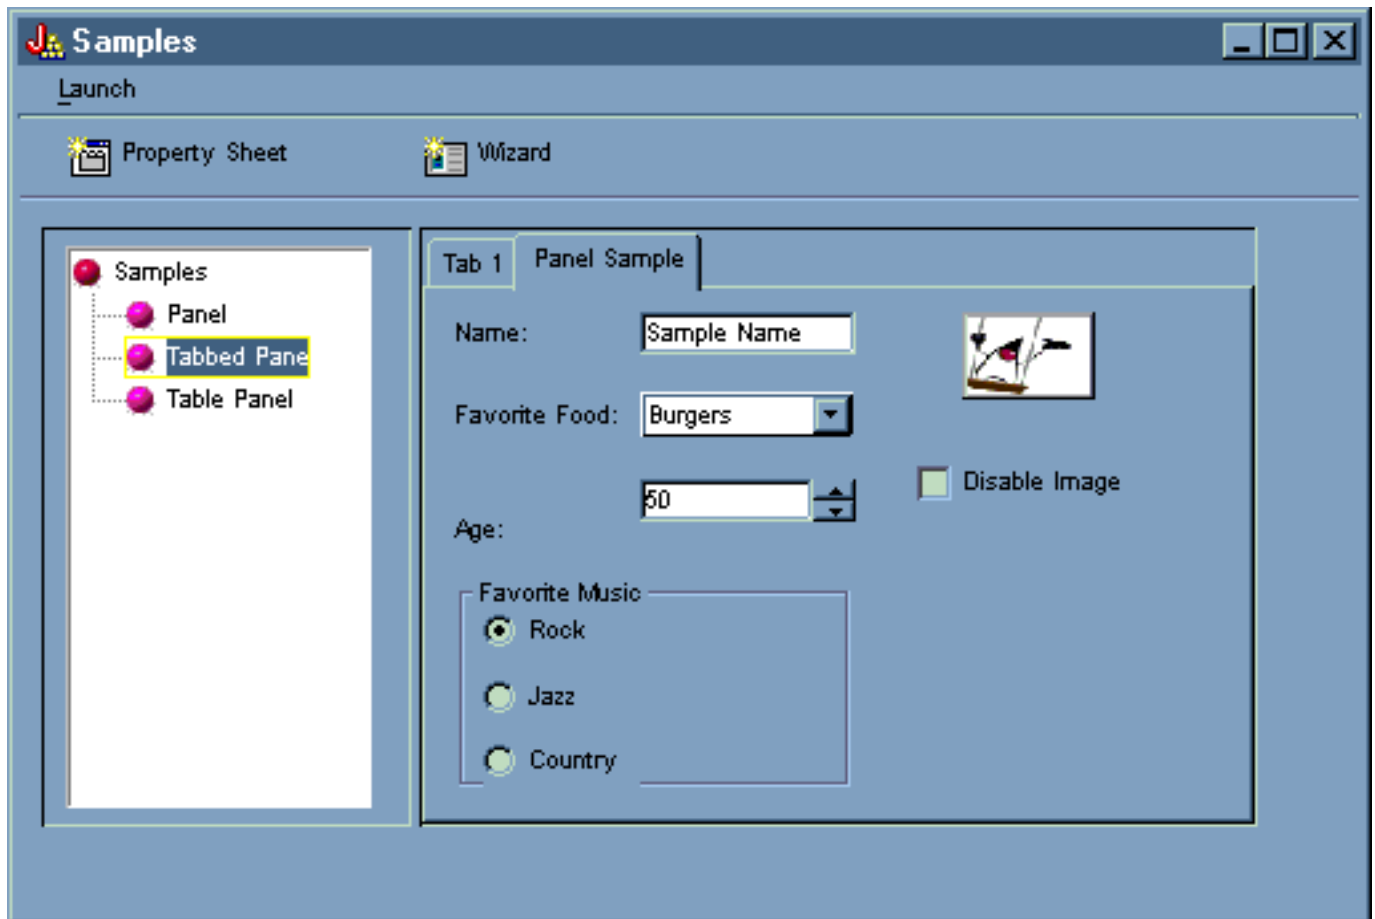 Samples
Launch
Property Sheet Wizard
Samples
Panel
Tabbed Pane
Table Panel
Tab 1 Panel Sample
Name: Sample Name
Favorite Food: Burgers
Age: 50
Disable Image
Favorite Music
Rock
Jazz
Country